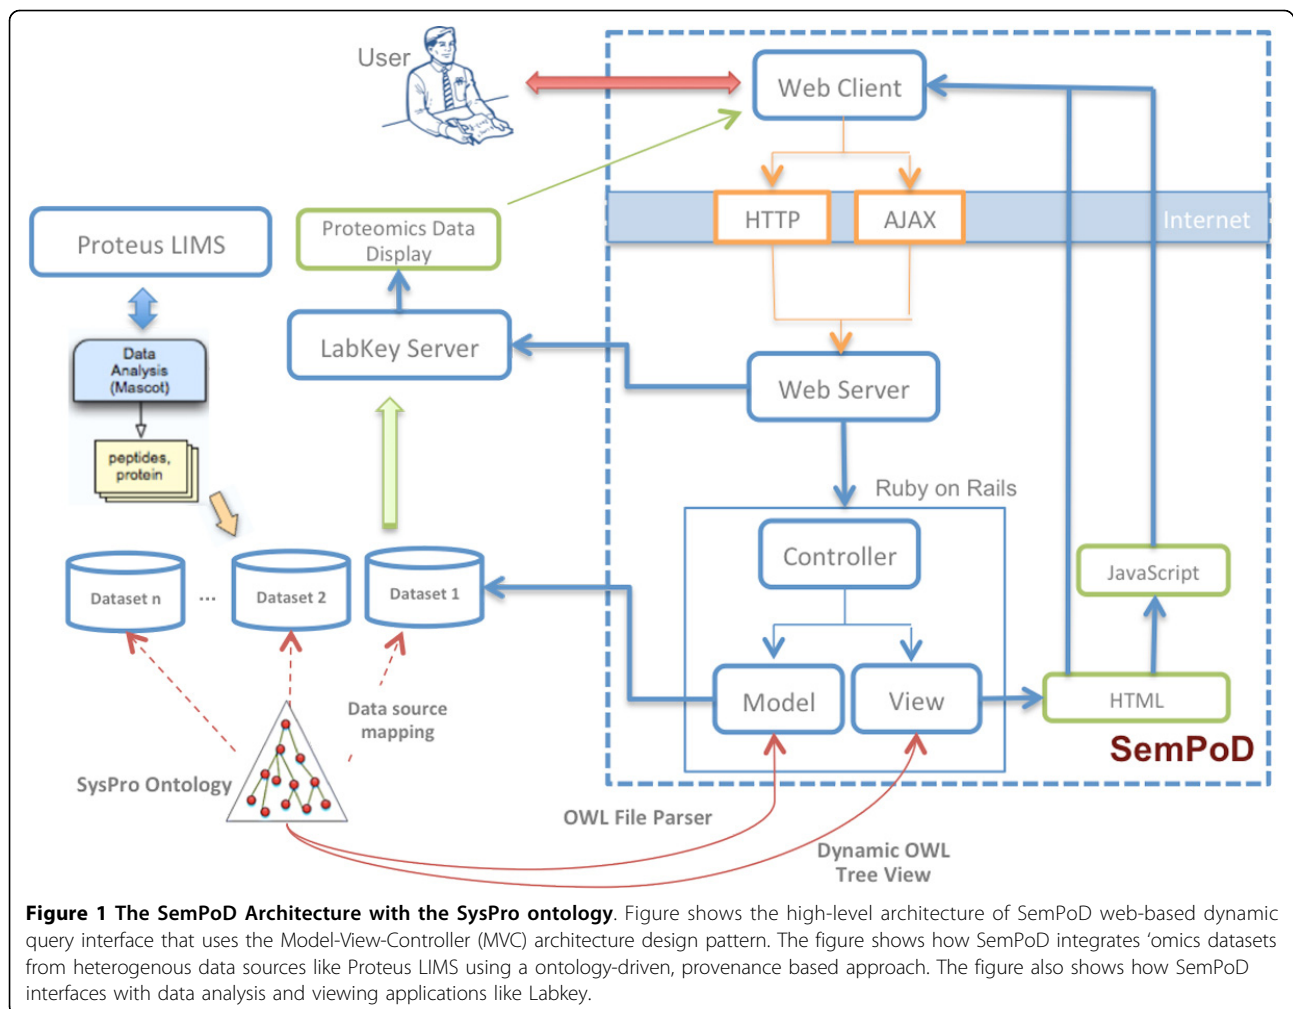 User
Web Client
HTTP
AJAX
Internet
Proteus LIMS
Proteomics Data
Display
LabKey Server
Data
Analysis
(Mascot)
Web Server
peptides,
protein
Ruby on Rails
Controller
JavaScript
Dataset n
...
Dataset 2
Dataset 1
Model
View
HTML
Data source
mapping
SemPoD
SysPro Ontology
OWL File Parser
Dynamic OWL
Tree View
Figure 1 The SemPoD Architecture with the SysPro ontology. Figure shows the high-level architecture of SemPoD web-based dynamic
query interface that uses the Model-View-Controller (MVC) architecture design pattern. The figure shows how SemPoD integrates ‘omics datasets
from heterogenous data sources like Proteus LIMS using a ontology-driven, provenance based approach. The figure also shows how SemPoD
interfaces with data analysis and viewing applications like Labkey.